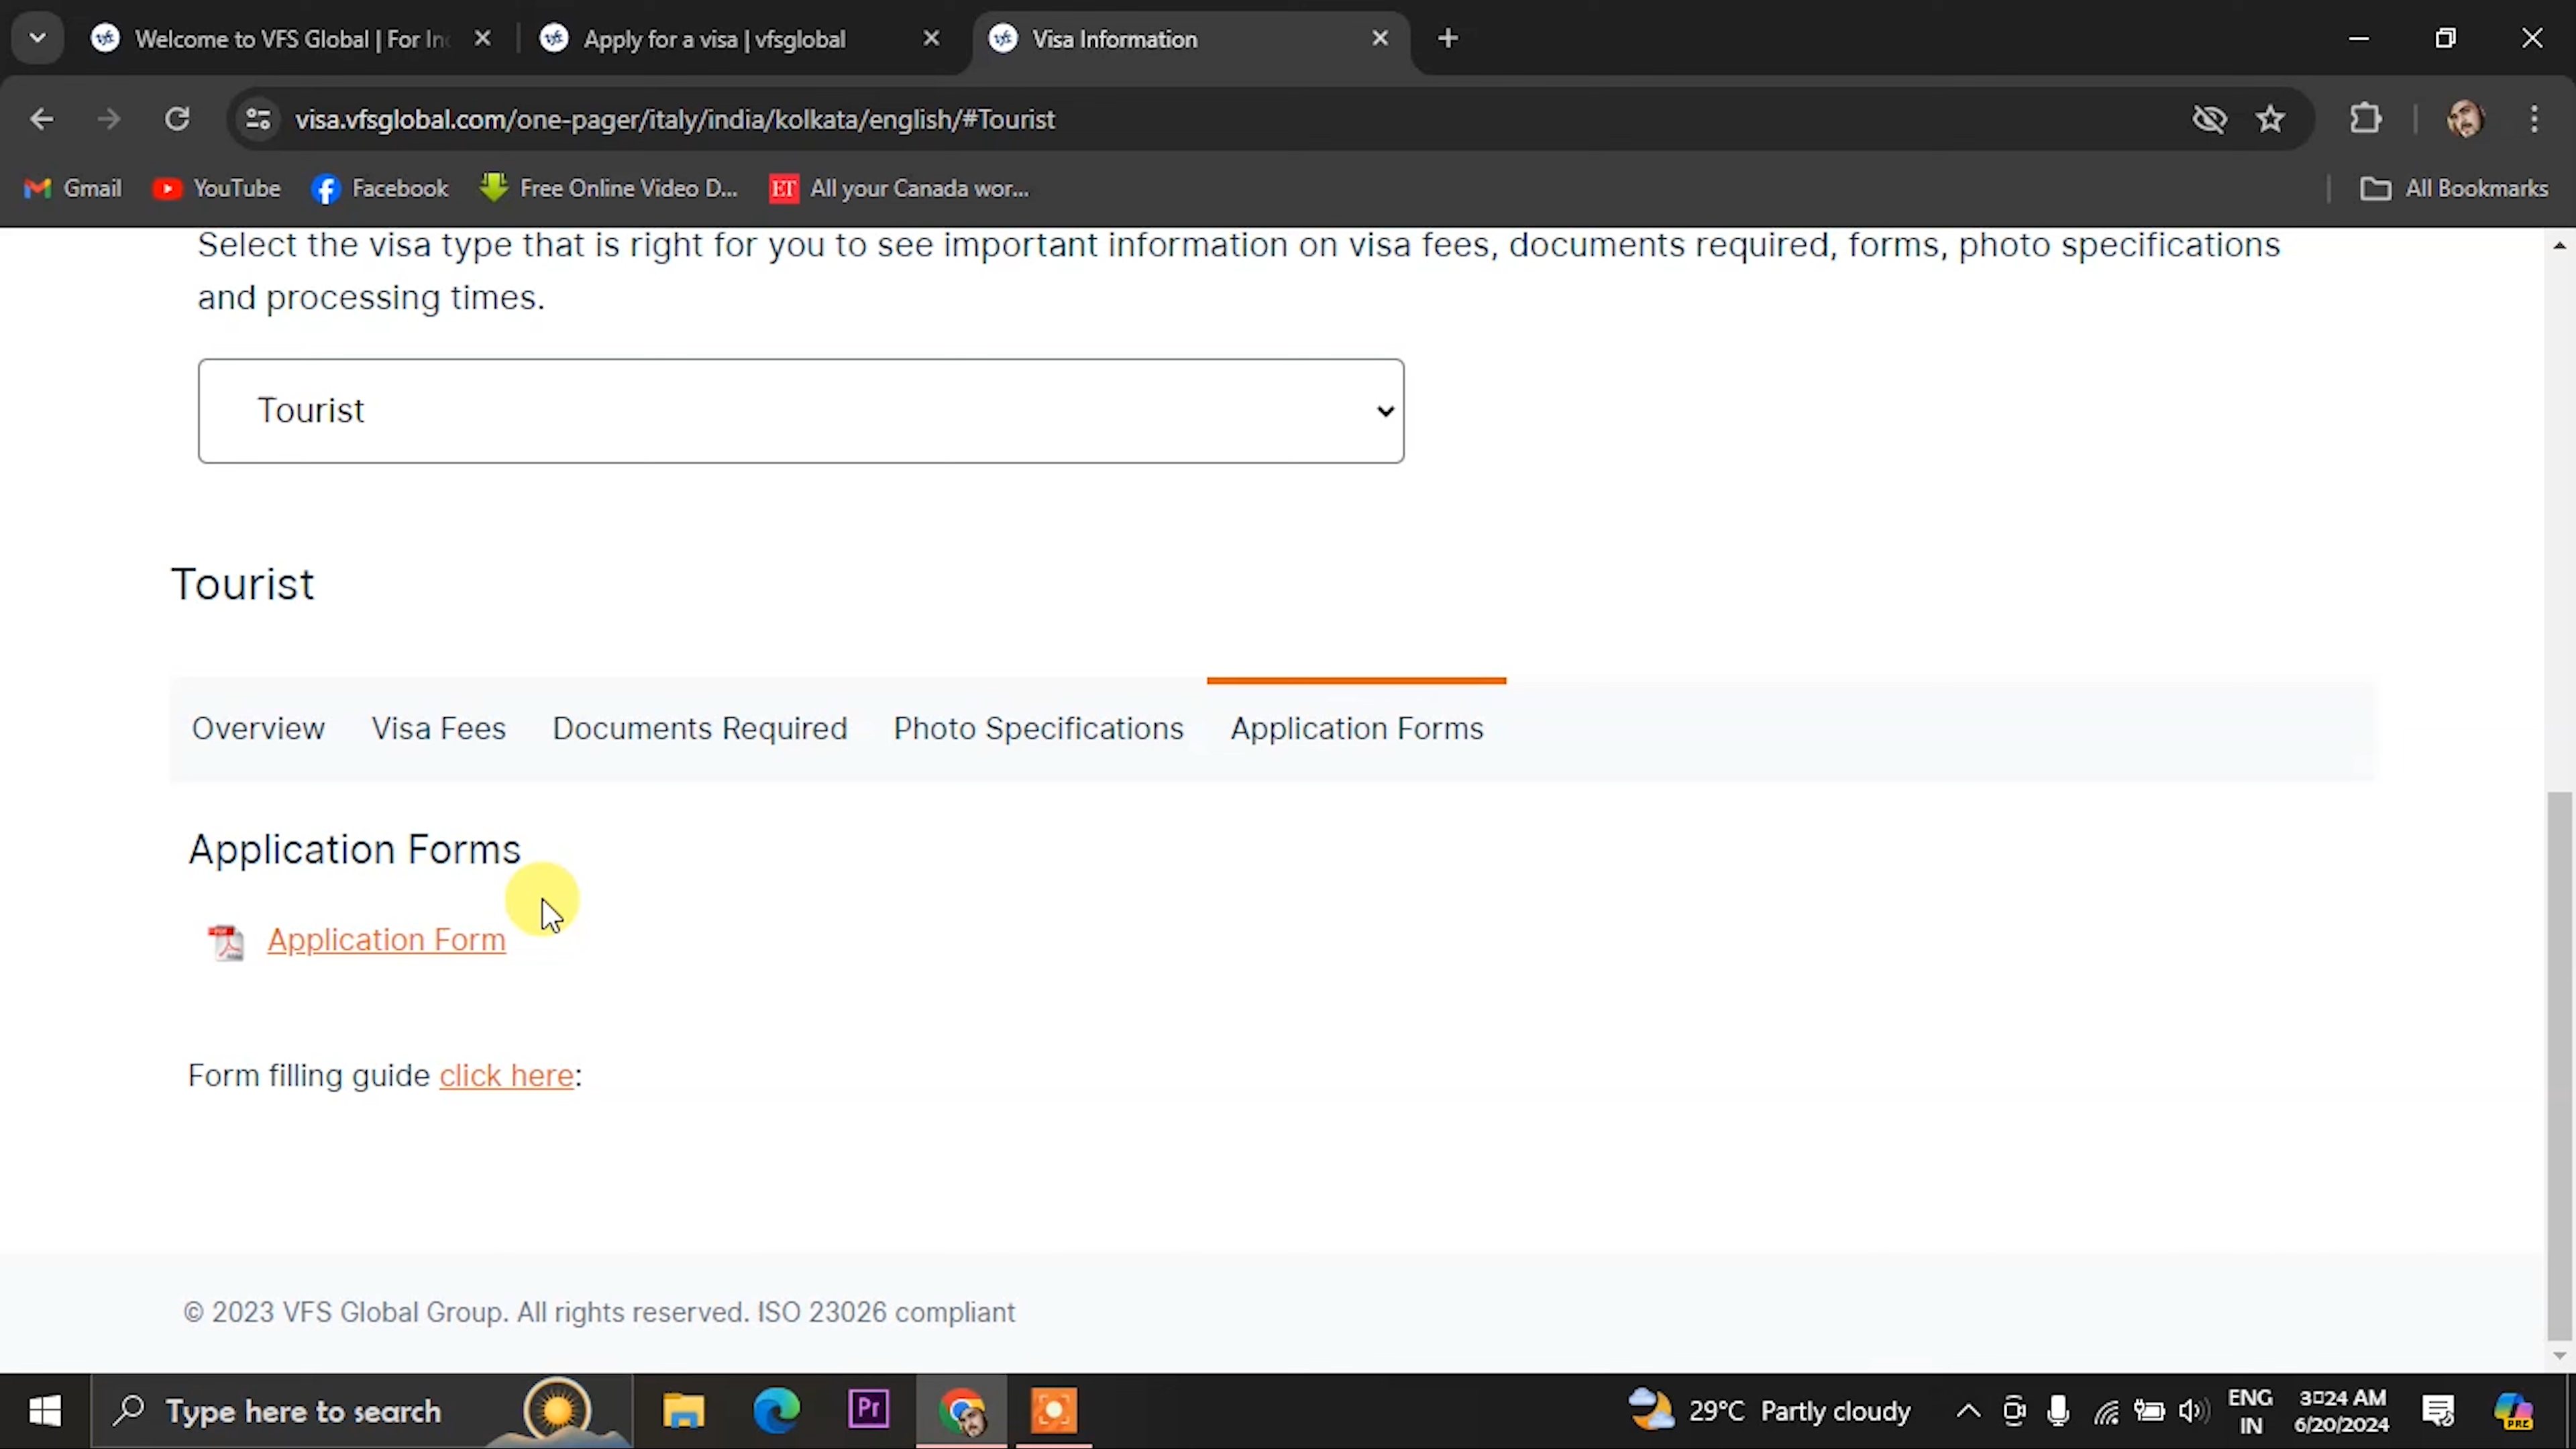 Welcome to VFS Global | For In
Apply for a visa | vfsglobal
Visa Information
visa.vfsglobal.com/one-pager/italy/india/kolkata/english/#Tourist
Gmail
YouTube
Facebook
Free Online Video D...
ET
All your Canada wor...
All Bookmarks
Select the visa type that is right for you to see important information on visa fees, documents required, forms, photo specifications
and processing times.
Tourist
Tourist
Overview Visa Fees Documents Required Photo Specifications Application Forms
Application Forms
PDF
Application Form
Form filling guide click here:
© 2023 VFS Global Group. All rights reserved. ISO 23026 compliant
Type here to search
Pr
29°C Partly cloudy
ENG
IN
3:24 AM
6/20/2024
PRE